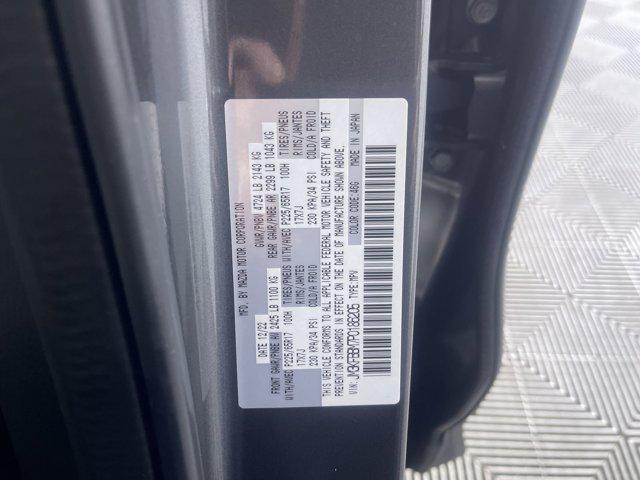 MFD. BY MAZDA MOTOR CORPORATION
DATE 12/22 GVWR/PNBV 4724 LB 2143 KG
FRONT GAWR/PNBE AV 2425 LB 1100 KG REAR GAWR/PNBE AR 2299 LB 1043 KG
WITH/AVEC P225/65R17 100H TIRES/PNEUS WITH/AVEC P225/65R17 100H TIRES/PNEUS
17X7J RIMS/JANTES 17X7J RIMS/JANTES
230 KPA/34 PSI COLD/A FROID 230 KPA/34 PSI COLD/A FROID
THIS VEHICLE CONFORMS TO ALL APPLICABLE FEDERAL MOTOR VEHICLE SAFETY AND THEFT
PREVENTION STANDARDS IN EFFECT ON THE DATE OF MANUFACTURE SHOWN ABOVE.
VIN: TYPE:MPV COLOR CODE:46G MADE IN JAPAN